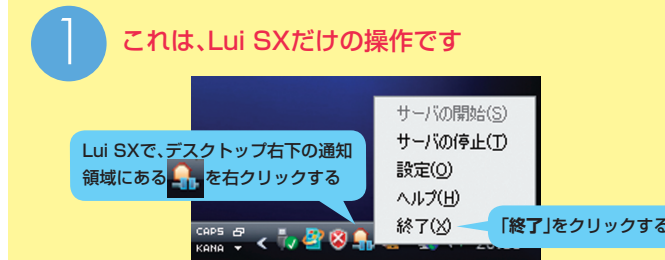 1 これは、Lui SXだけの操作です
サーバの開始(S)
サーバの停止(T)
Lui SXで、デスクトップ右下の通知
領域にある を右クリックする
設定(O)
ヘルプ(H)
終了(X)
「終了」をクリックする
CAPS
KANA